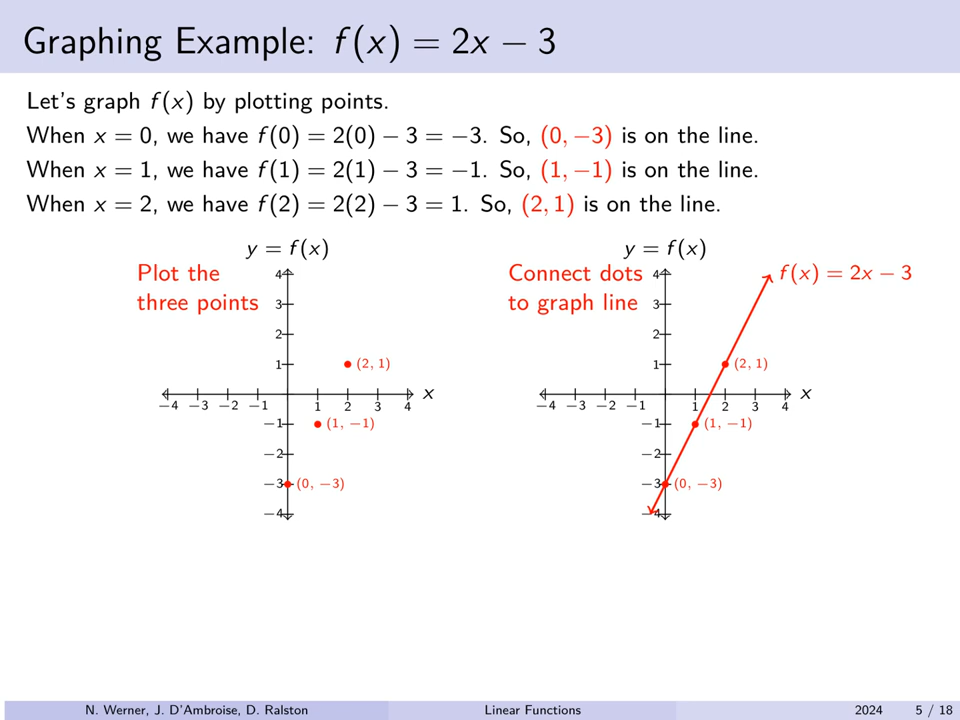 Graphing Example: f(x) = 2x − 3
Let's graph f(x) by plotting points.
When x = 0, we have f(0) = 2(0) − 3 = −3. So, (0, −3) is on the line.
When x = 1, we have f(1) = 2(1) − 3 = −1. So, (1, −1) is on the line.
When x = 2, we have f(2) = 2(2) − 3 = 1. So, (2, 1) is on the line.
y = f(x)
Plot the
three points
4
3
2
1
(2, 1)
x
−4 −3 −2 −1 1 2 3 4
−1
(1, −1)
−2
−3
(0, −3)
−4
y = f(x)
Connect dots
to graph line
f(x) = 2x − 3
4
3
2
1
(2, 1)
x
−4 −3 −2 −1 1 2 3 4
−1
(1, −1)
−2
−3
(0, −3)
−4
N. Werner, J. D'Ambroise, D. Ralston
Linear Functions
2024
5 / 18